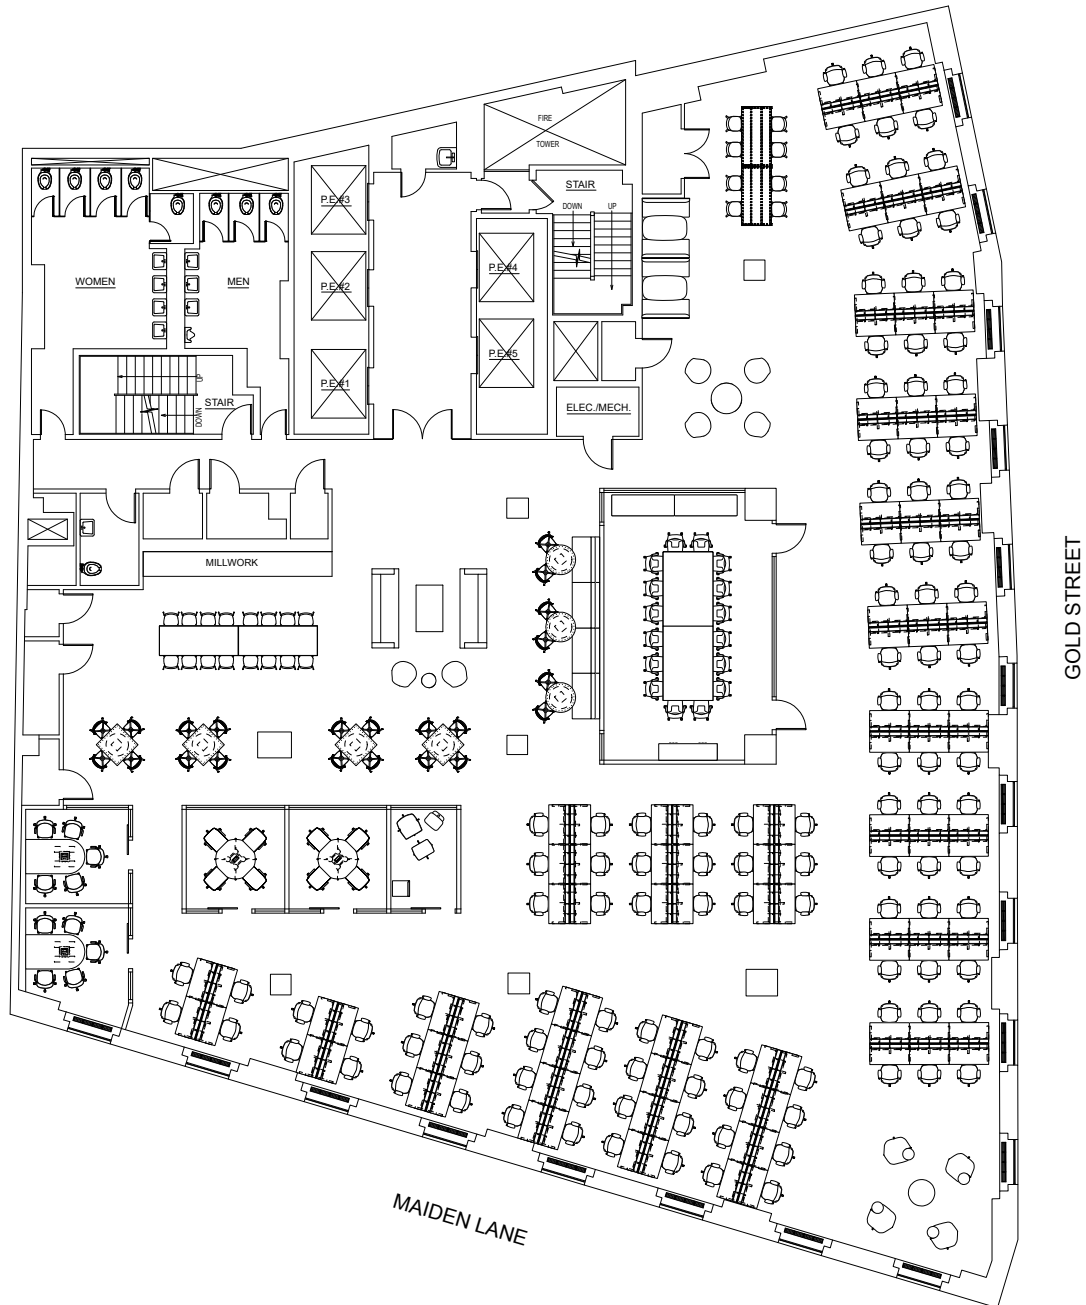 FIRE
TOWER
STAIR
DOWN
UP
P.E.#3
P.E.#4
WOMEN
MEN
P.E.#2
P.E.#5
P.E.#1
UP
STAIR
DOWN
ELEC./MECH.
MILLWORK
GOLD STREET
MAIDEN LANE